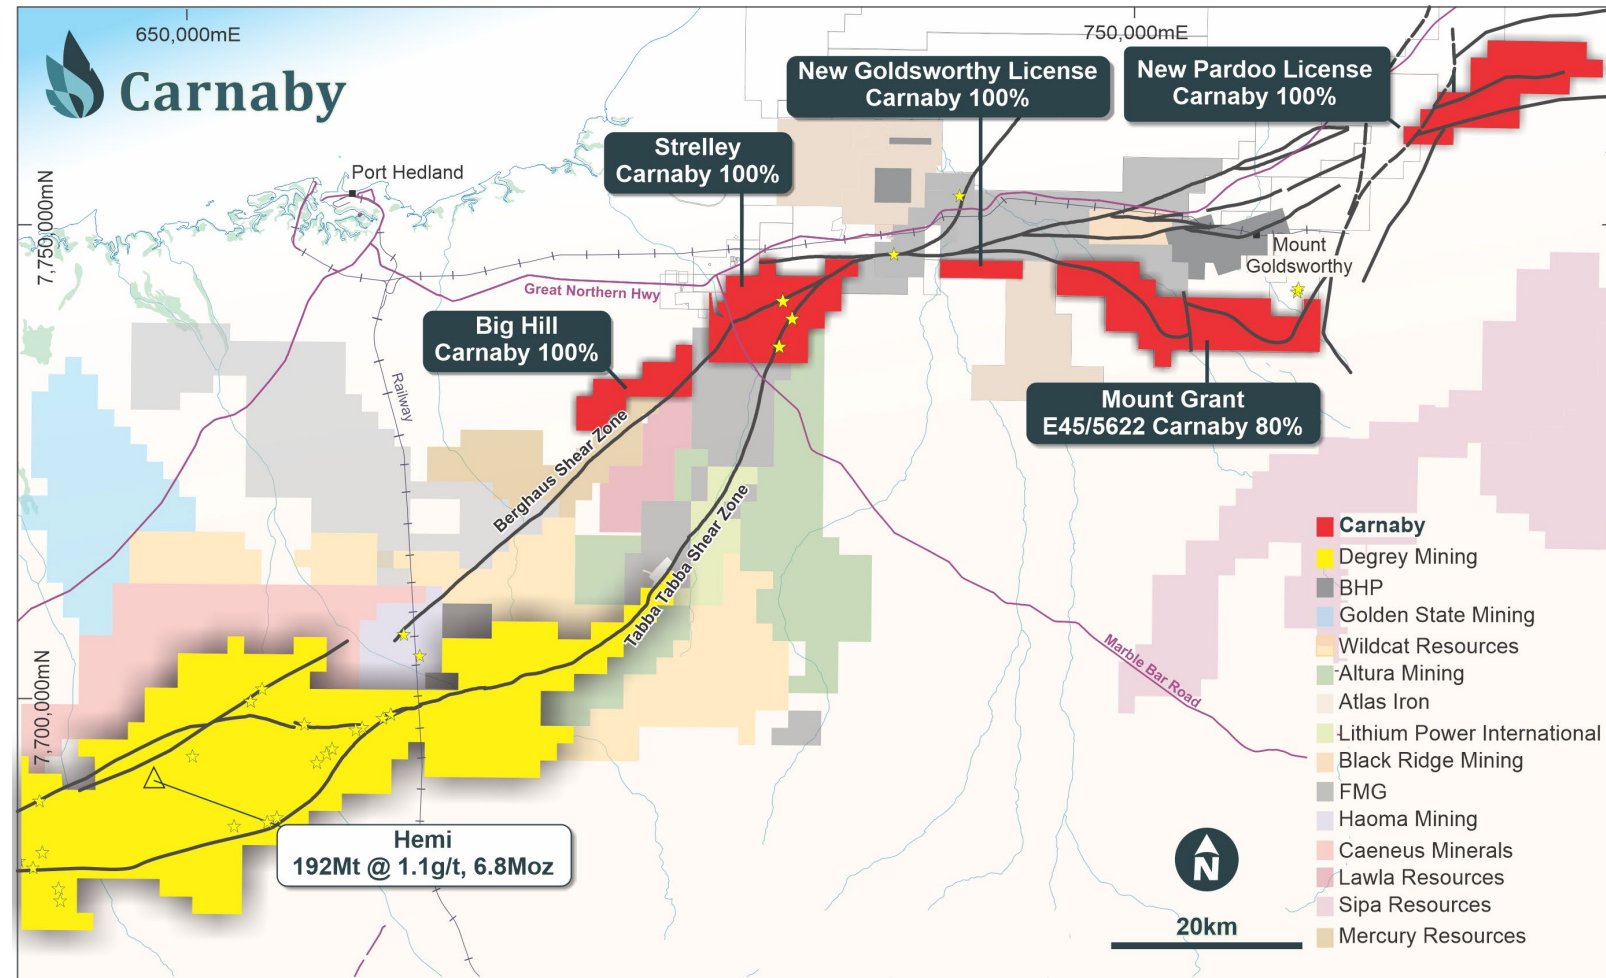 650,000mE
750,000mE
Carnaby
New Goldsworthy License
Carnaby 100%
New Pardoo License
Carnaby 100%
Strelley
Carnaby 100%
Port Hedland
7,750,000mN
Mount
Goldsworthy
Great Northern Hwy
Big Hill
Carnaby 100%
Railway
Mount Grant
E45/5622 Carnaby 80%
Berghaus Shear Zone
Tabba Tabba Shear Zone
Marble Bar Road
7,700,000mN
Hemi
192Mt @ 1.1g/t, 6.8Moz
N
20km
Carnaby
Degrey Mining
BHP
Golden State Mining
Wildcat Resources
Altura Mining
Atlas Iron
Lithium Power International
Black Ridge Mining
FMG
Haoma Mining
Caeneus Minerals
Lawla Resources
Sipa Resources
Mercury Resources